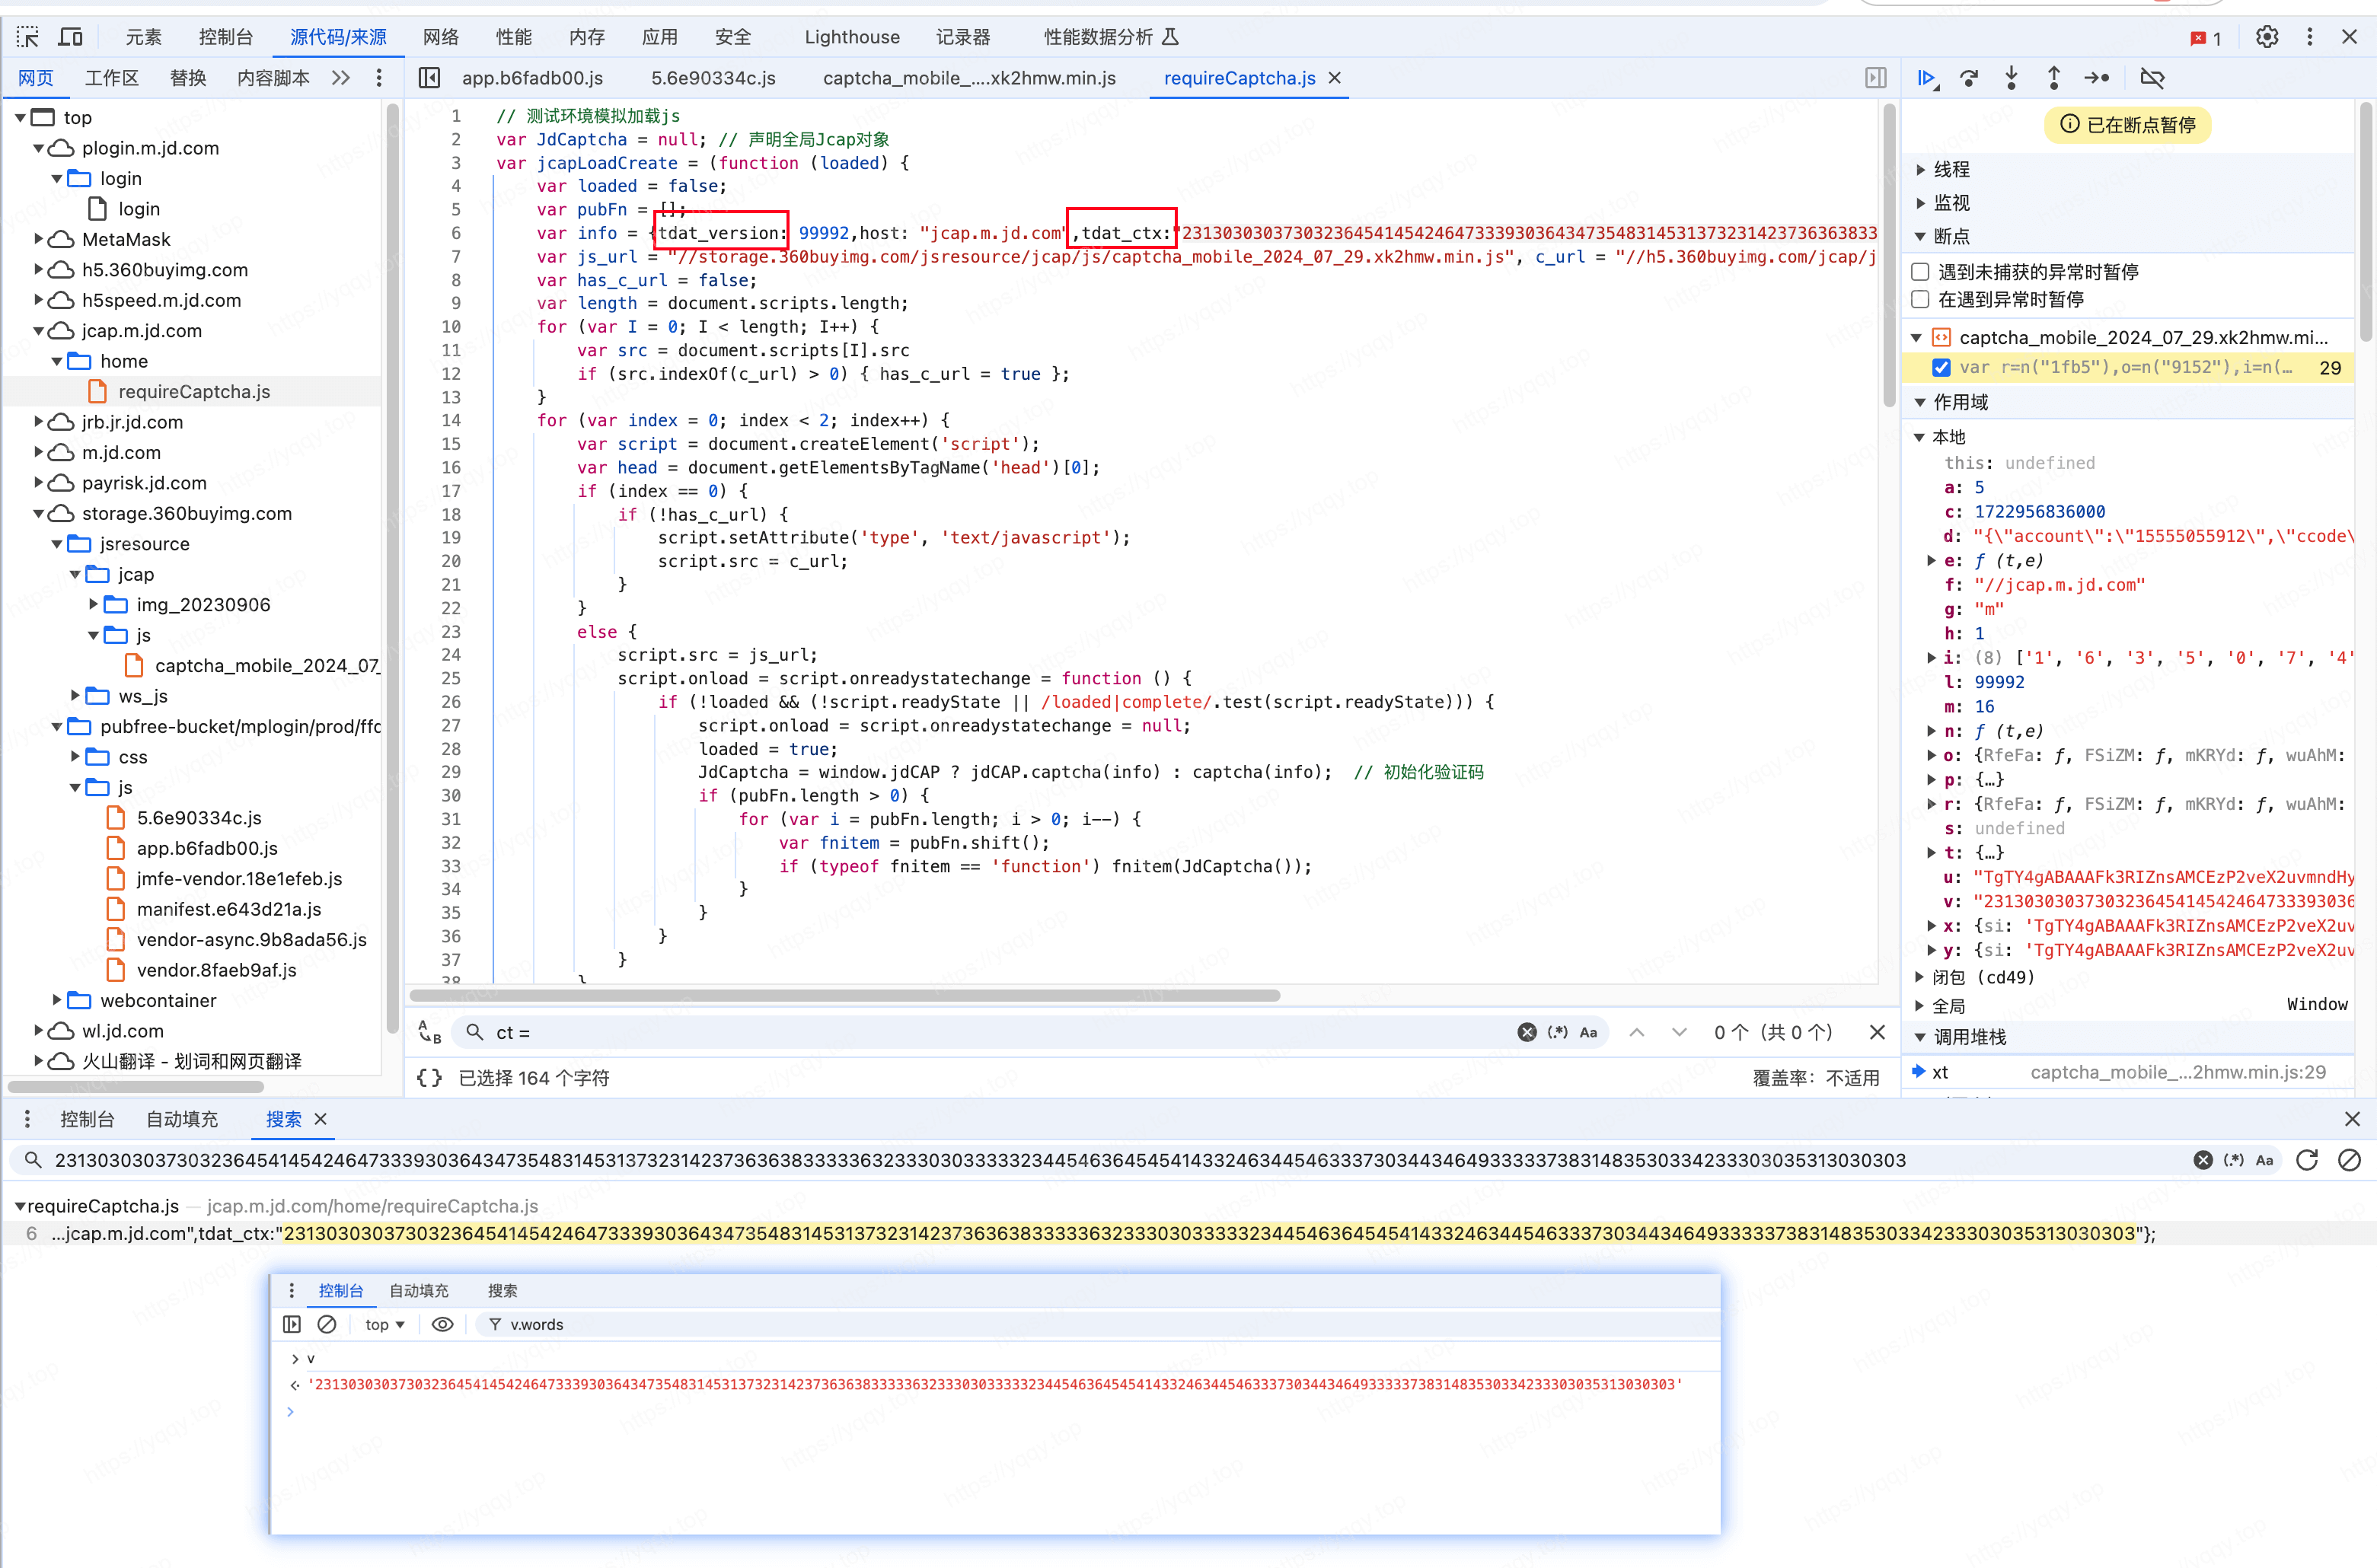 元素 控制台 源代码/来源 网络 性能 内存 应用 安全 Lighthouse 记录器 性能数据分析 1
网页 工作区 替换 内容脚本 app.b6fadb00.js 5.6e90334c.js captcha_mobile_....xk2hmw.min.js requireCaptcha.js
top
plogin.m.jd.com
login
login
MetaMask
h5.360buyimg.com
h5speed.m.jd.com
jcap.m.jd.com
home
requireCaptcha.js
jrb.jr.jd.com
m.jd.com
payrisk.jd.com
storage.360buyimg.com
jsresource
jcap
img_20230906
js
captcha_mobile_2024_07_
ws_js
pubfree-bucket/mplogin/prod/ffc
css
js
5.6e90334c.js
app.b6fadb00.js
jmfe-vendor.18e1efeb.js
manifest.e643d21a.js
vendor-async.9b8ada56.js
vendor.8faeb9af.js
webcontainer
wl.jd.com
火山翻译 - 划词和网页翻译
1 // 测试环境模拟加载js
2 var JdCaptcha = null; // 声明全局Jcap对象
3 var jcapLoadCreate = (function (loaded) {
4 var loaded = false;
5 var pubFn = [];
6 var info = {tdat_version: 99992,host: "jcap.m.jd.com",tdat_ctx:"231303030373032364541454246473339303643473548314531373231423736363833
7 var js_url = "//storage.360buyimg.com/jsresource/jcap/js/captcha_mobile_2024_07_29.xk2hmw.min.js", c_url = "//h5.360buyimg.com/jcap/j
8 var has_c_url = false;
9 var length = document.scripts.length;
10 for (var I = 0; I < length; I++) {
11 var src = document.scripts[I].src
12 if (src.indexOf(c_url) > 0) { has_c_url = true };
13 }
14 for (var index = 0; index < 2; index++) {
15 var script = document.createElement('script');
16 var head = document.getElementsByTagName('head')[0];
17 if (index == 0) {
18 if (!has_c_url) {
19 script.setAttribute('type', 'text/javascript');
20 script.src = c_url;
21 }
22 }
23 else {
24 script.src = js_url;
25 script.onload = script.onreadystatechange = function () {
26 if (!loaded && (!script.readyState || /loaded|complete/.test(script.readyState))) {
27 script.onload = script.onreadystatechange = null;
28 loaded = true;
29 JdCaptcha = window.jdCAP ? jdCAP.captcha(info) : captcha(info); // 初始化验证码
30 if (pubFn.length > 0) {
31 for (var i = pubFn.length; i > 0; i--) {
32 var fnitem = pubFn.shift();
33 if (typeof fnitem == 'function') fnitem(JdCaptcha());
34 }
35 }
36 }
37 }
38 }
ct =
0 个（共 0 个）
{} 已选择 164 个字符
覆盖率：不适用
已在断点暂停
线程
监视
断点
遇到未捕获的异常时暂停
在遇到异常时暂停
captcha_mobile_2024_07_29.xk2hmw.mi...
var r=n("1fb5"),o=n("9152"),i=n(… 29
作用域
本地
this: undefined
a: 5
c: 1722956836000
d: "{\"account\":\"15555055912\",\"ccode\
e: ƒ (t,e)
f: "//jcap.m.jd.com"
g: "m"
h: 1
i: (8) ['1', '6', '3', '5', '0', '7', '4'
l: 99992
m: 16
n: ƒ (t,e)
o: {RfeFa: ƒ, FSiZM: ƒ, mKRYd: ƒ, wuAhM:
p: {…}
r: {RfeFa: ƒ, FSiZM: ƒ, mKRYd: ƒ, wuAhM:
s: undefined
t: {…}
u: "TgTY4gABAAAFk3RIZnsAMCEzP2veX2uvmndHy
v: "2313030303730323645414542464733393036
x: {si: 'TgTY4gABAAAFk3RIZnsAMCEzP2veX2uv
y: {si: 'TgTY4gABAAAFk3RIZnsAMCEzP2veX2uv
闭包 (cd49)
全局 Window
调用堆栈
xt captcha_mobile_...2hmw.min.js:29
控制台 自动填充 搜索
requireCaptcha.js — jcap.m.jd.com/home/requireCaptcha.js
控制台 自动填充 搜索
top v.words
v